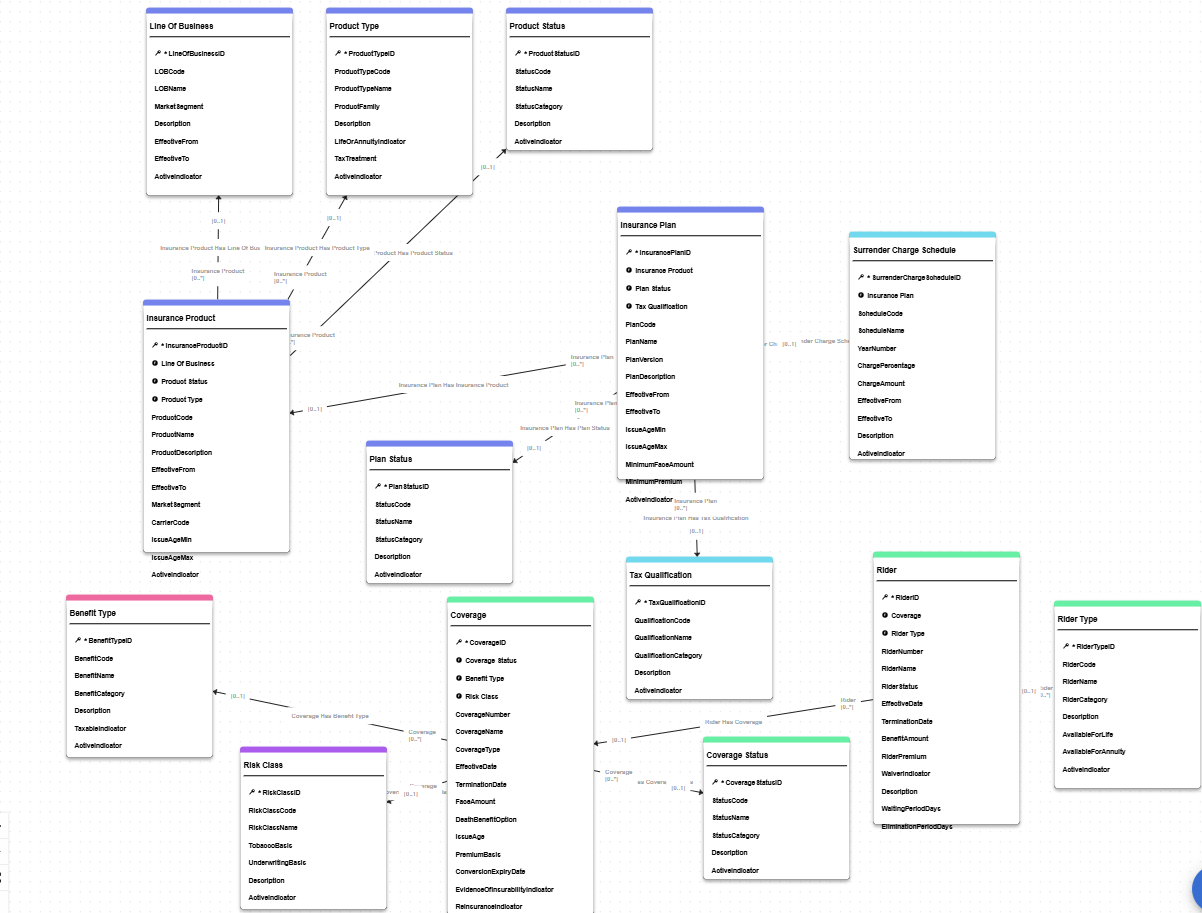 Line Of Business
* LineOfBusinessID
LOBCode
LOBName
MarketSegment
Description
EffectiveFrom
EffectiveTo
ActiveIndicator
Product Type
* ProductTypeID
ProductTypeCode
ProductTypeName
ProductFamily
Description
LifeOrAnnuityIndicator
TaxTreatment
ActiveIndicator
Product Status
* ProductStatusID
StatusCode
StatusName
StatusCategory
Description
ActiveIndicator
[0..1]
[0..1]
[0..1]
Insurance Product Has Line Of Bus
Insurance Product Has Product Type
Product Has Product Status
Insurance Product
[0..*]
Insurance Product
[0..*]
Insurance Product
* InsuranceProductID
Line Of Business
Product Status
Product Type
ProductCode
ProductName
ProductDescription
EffectiveFrom
EffectiveTo
MarketSegment
CarrierCode
IssueAgeMin
IssueAgeMax
ActiveIndicator
Insurance Plan
* InsurancePlanID
Insurance Product
Plan Status
Tax Qualification
PlanCode
PlanName
PlanVersion
PlanDescription
EffectiveFrom
EffectiveTo
IssueAgeMin
IssueAgeMax
MinimumFaceAmount
MinimumPremium
ActiveIndicator
Surrender Charge Schedule
* SurrenderChargeScheduleID
Insurance Plan
ScheduleCode
ScheduleName
YearNumber
ChargePercentage
ChargeAmount
EffectiveFrom
EffectiveTo
Description
ActiveIndicator
[0..1]
Insurance Plan
[0..*]
Insurance Plan Has Insurance Product
[0..1]
Insurance Plan
[0..*]
Insurance Plan Has Plan Status
[0..1]
Plan Status
* PlanStatusID
StatusCode
StatusName
StatusCategory
Description
ActiveIndicator
Insurance Plan
[0..*]
Insurance Plan Has Tax Qualification
[0..1]
Tax Qualification
* TaxQualificationID
QualificationCode
QualificationName
QualificationCategory
Description
ActiveIndicator
Rider
* RiderID
Coverage
Rider Type
RiderNumber
RiderName
RiderStatus
EffectiveDate
TerminationDate
BenefitAmount
RiderPremium
WaiverIndicator
Description
WaitingPeriodDays
EliminationPeriodDays
Rider Type
* RiderTypeID
RiderCode
RiderName
RiderCategory
Description
AvailableForLife
AvailableForAnnuity
ActiveIndicator
[0..1]
Benefit Type
* BenefitTypeID
BenefitCode
BenefitName
BenefitCategory
Description
TaxableIndicator
ActiveIndicator
[0..1]
Coverage Has Benefit Type
Coverage
[0..*]
Coverage
* CoverageID
Coverage Status
Benefit Type
Risk Class
CoverageNumber
CoverageName
CoverageType
EffectiveDate
TerminationDate
FaceAmount
DeathBenefitOption
IssueAge
PremiumBasis
ConversionExpiryDate
EvidenceOfInsurabilityIndicator
ReinsuranceIndicator
Rider
[0..*]
Rider Has Coverage
[0..1]
Coverage
[0..*]
[0..1]
Coverage Status
* CoverageStatusID
StatusCode
StatusName
StatusCategory
Description
ActiveIndicator
Risk Class
* RiskClassID
RiskClassCode
RiskClassName
TobaccoBasis
UnderwritingBasis
Description
ActiveIndicator
[0..1]